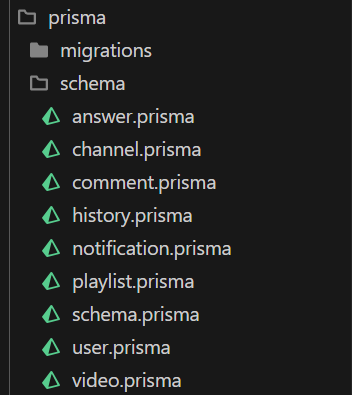 prisma
migrations
schema
answer.prisma
channel.prisma
comment.prisma
history.prisma
notification.prisma
playlist.prisma
schema.prisma
user.prisma
video.prisma